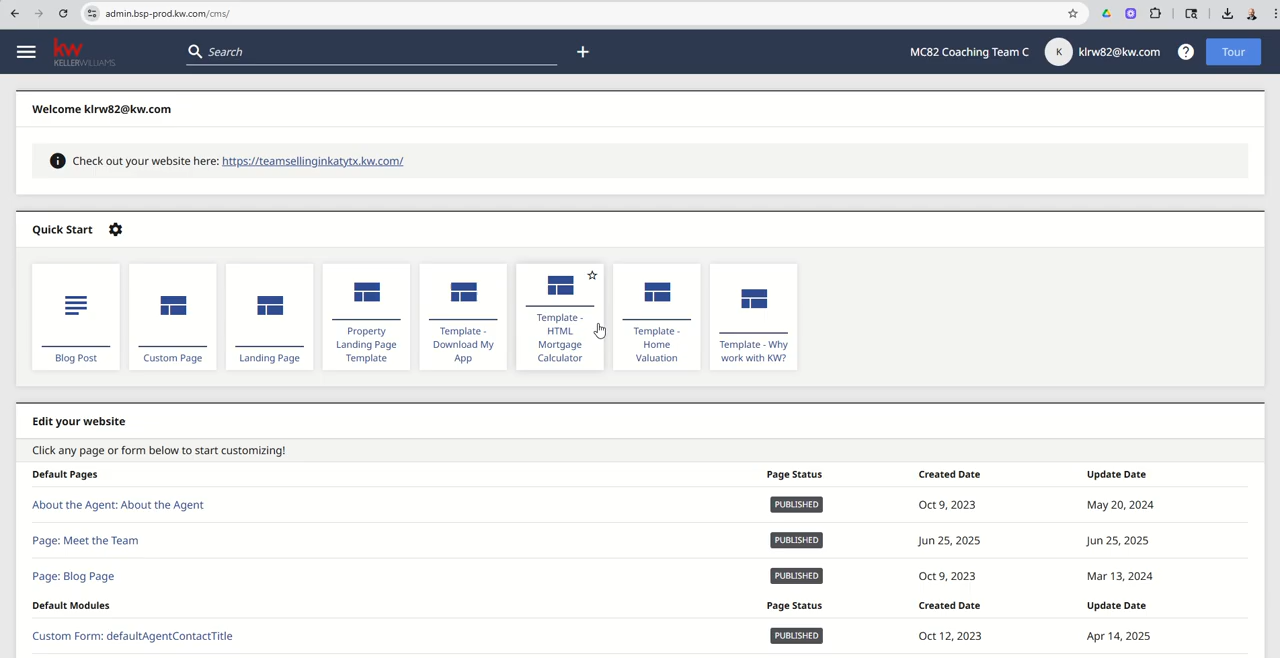 admin.bsp-prod.kw.com/cms/
kw
KELLERWILLIAMS
Search
MC82 Coaching Team C
K
klrw82@kw.com
?
Tour
Welcome klrw82@kw.com
Check out your website here: https://teamsellinginkatytx.kw.com/
Quick Start
Blog Post
Custom Page
Landing Page
Property
Landing Page
Template
Template -
Download My
App
Template -
HTML
Mortgage
Calculator
Template -
Home
Valuation
Template - Why
work with KW?
Edit your website
Click any page or form below to start customizing!
Default Pages Page Status Created Date Update Date
About the Agent: About the Agent PUBLISHED Oct 9, 2023 May 20, 2024
Page: Meet the Team PUBLISHED Jun 25, 2025 Jun 25, 2025
Page: Blog Page PUBLISHED Oct 9, 2023 Mar 13, 2024
Default Modules Page Status Created Date Update Date
Custom Form: defaultAgentContactTitle PUBLISHED Oct 12, 2023 Apr 14, 2025